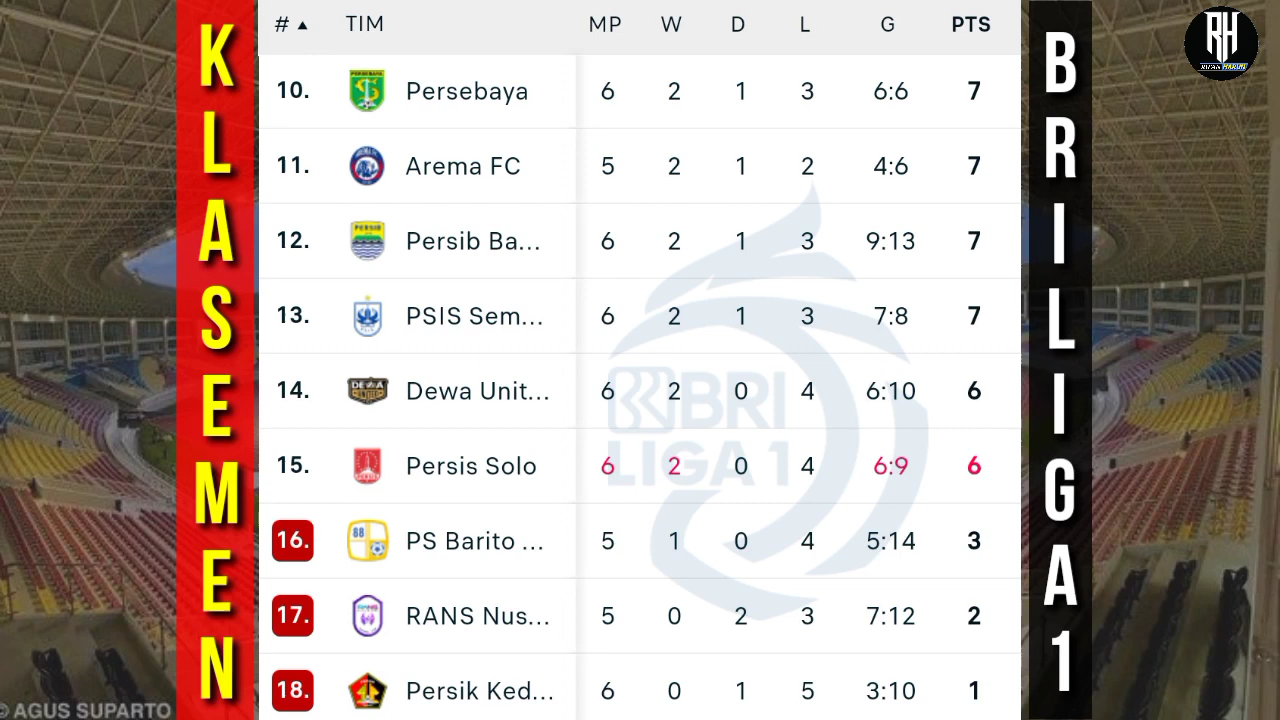 KLASEMEN
# ▲ TIM MP W D L G PTS
10. Persebaya 6 2 1 3 6:6 7
11. Arema FC 5 2 1 2 4:6 7
12. Persib Ba... 6 2 1 3 9:13 7
13. PSIS Sem... 6 2 1 3 7:8 7
14. Dewa Unit... 6 2 0 4 6:10 6
15. Persis Solo 6 2 0 4 6:9 6
16. PS Barito ... 5 1 0 4 5:14 3
17. RANS Nus... 5 0 2 3 7:12 2
18. Persik Ked... 6 0 1 5 3:10 1
BRI
LIGA 1
BRI LIGA 1
RH
PERSEBAYA
PERSIB
DEWA
88
© AGUS SUPARTO